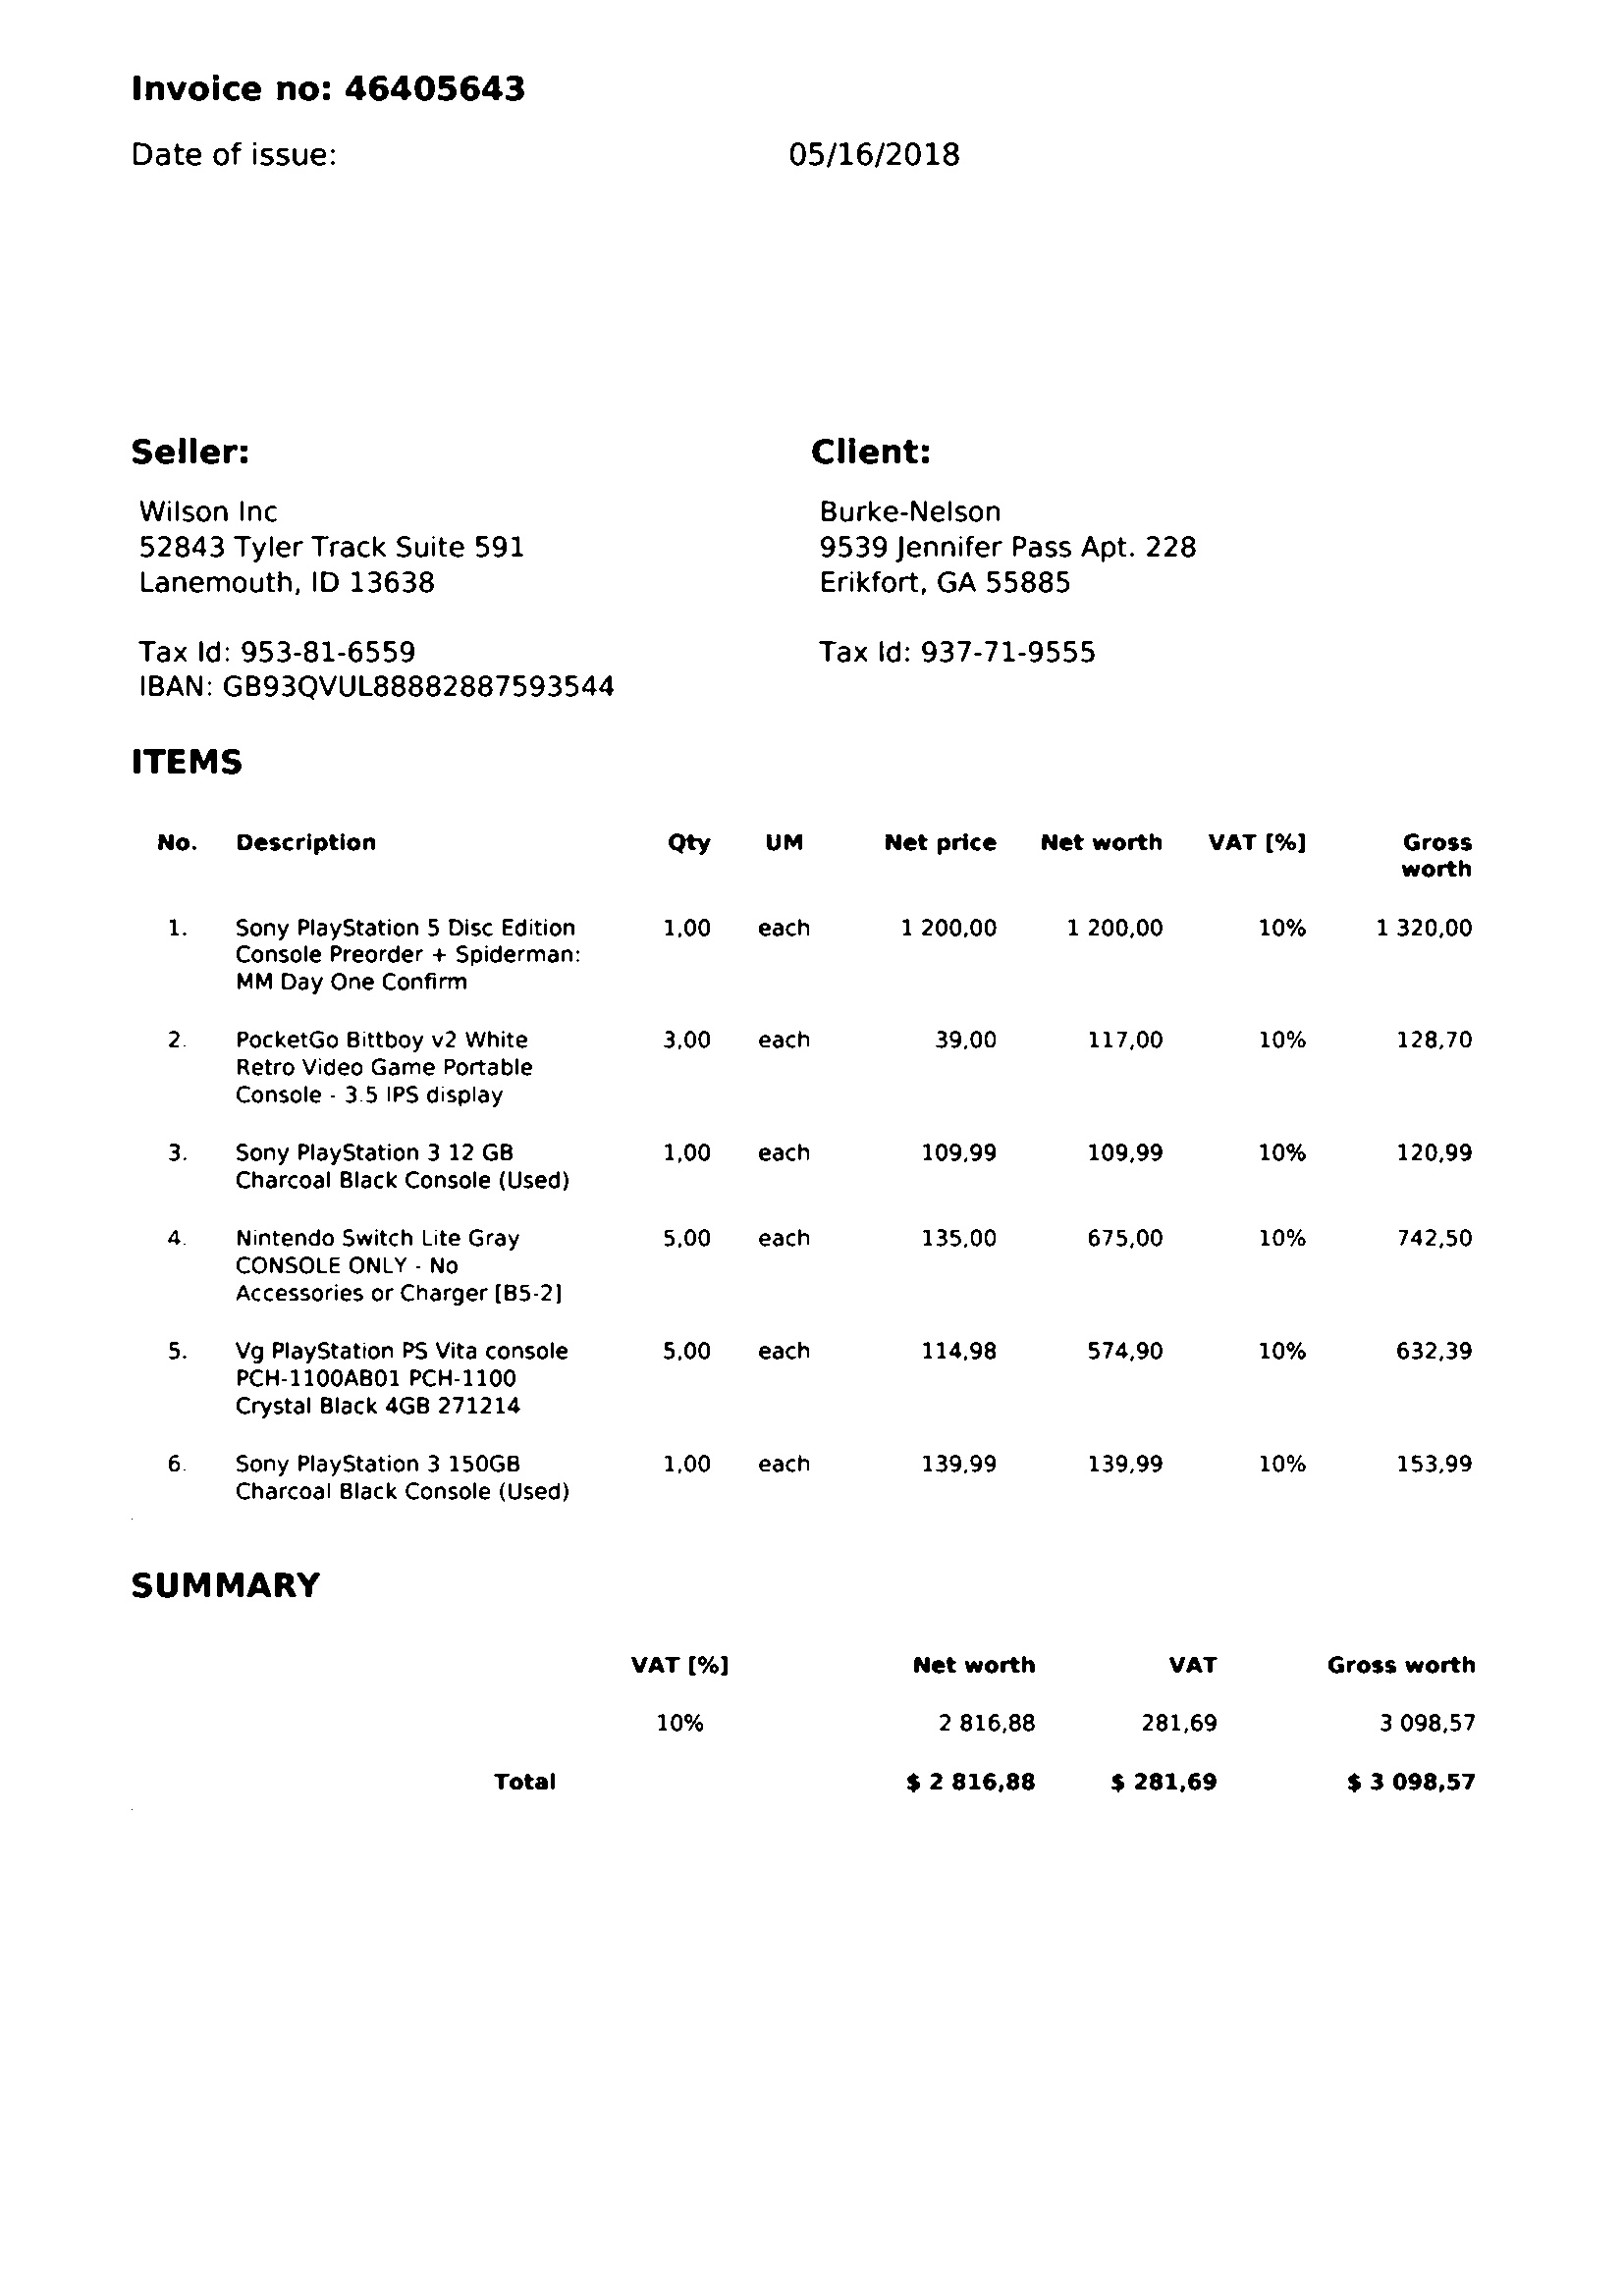 Invoice no: 46405643
Date of issue: 05/16/2018
Seller:
Wilson Inc
52843 Tyler Track Suite 591
Lanemouth, ID 13638
Tax Id: 953-81-6559
IBAN: GB93QVUL88882887593544
Client:
Burke-Nelson
9539 Jennifer Pass Apt. 228
Erikfort, GA 55885
Tax Id: 937-71-9555
ITEMS
No. Description Qty UM Net price Net worth VAT [%] Gross
worth
1. Sony PlayStation 5 Disc Edition 1,00 each 1 200,00 1 200,00 10% 1 320,00
Console Preorder + Spiderman:
MM Day One Confirm
2. PocketGo Bittboy v2 White 3,00 each 39,00 117,00 10% 128,70
Retro Video Game Portable
Console - 3.5 IPS display
3. Sony PlayStation 3 12 GB 1,00 each 109,99 109,99 10% 120,99
Charcoal Black Console (Used)
4. Nintendo Switch Lite Gray 5,00 each 135,00 675,00 10% 742,50
CONSOLE ONLY - No
Accessories or Charger [B5-2]
5. Vg PlayStation PS Vita console 5,00 each 114,98 574,90 10% 632,39
PCH-1100AB01 PCH-1100
Crystal Black 4GB 271214
6. Sony PlayStation 3 150GB 1,00 each 139,99 139,99 10% 153,99
Charcoal Black Console (Used)
SUMMARY
VAT [%] Net worth VAT Gross worth
10% 2 816,88 281,69 3 098,57
Total $ 2 816,88 $ 281,69 $ 3 098,57